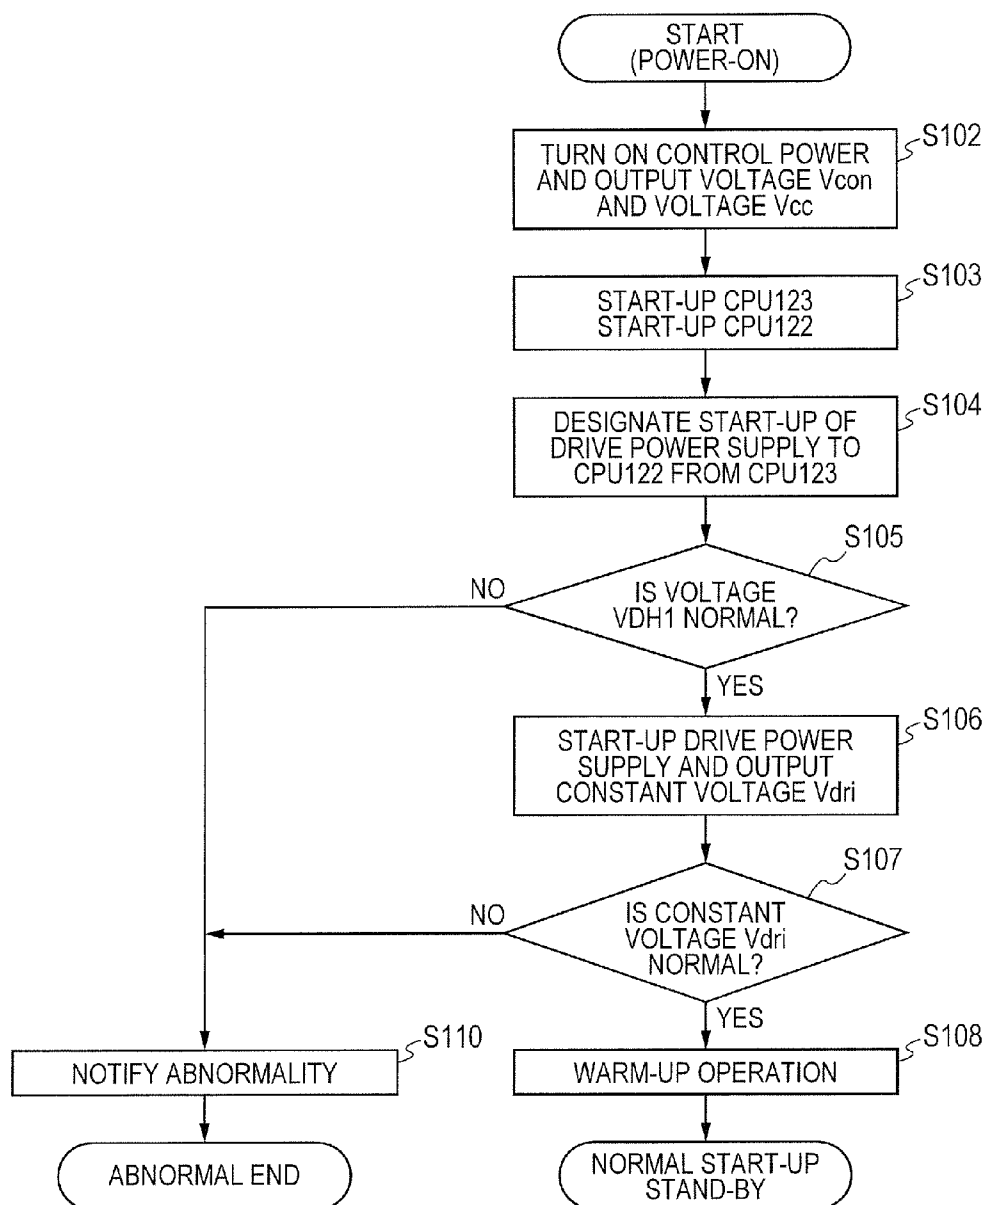 START
(POWER-ON)
S102
TURN ON CONTROL POWER
AND OUTPUT VOLTAGE Vcon
AND VOLTAGE Vcc
S103
START-UP CPU123
START-UP CPU122
S104
DESIGNATE START-UP OF
DRIVE POWER SUPPLY TO
CPU122 FROM CPU123
S105
NO
IS VOLTAGE
VDH1 NORMAL?
YES
S106
START-UP DRIVE POWER
SUPPLY AND OUTPUT
CONSTANT VOLTAGE Vdri
S107
NO
IS CONSTANT
VOLTAGE Vdri
NORMAL?
YES
S110
NOTIFY ABNORMALITY
S108
WARM-UP OPERATION
ABNORMAL END
NORMAL START-UP
STAND-BY